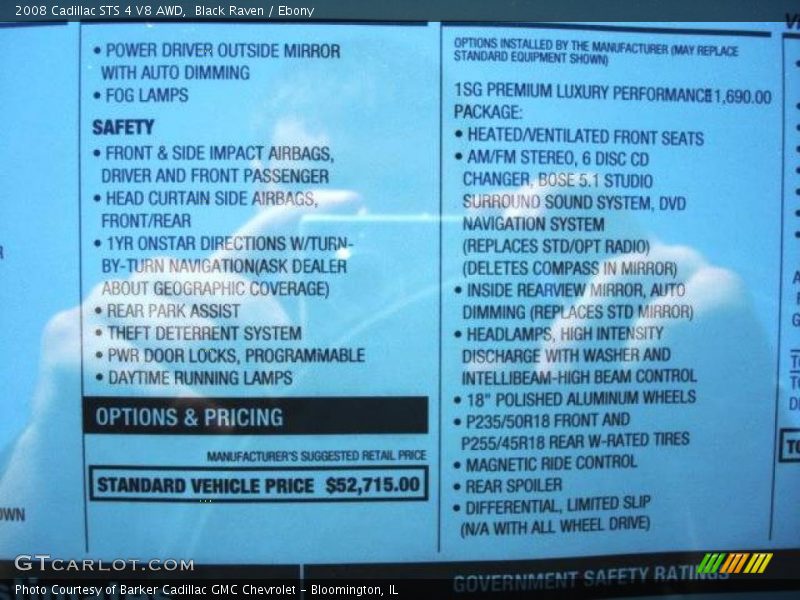 2008 Cadillac STS 4 V8 AWD, Black Raven / Ebony
• POWER DRIVER OUTSIDE MIRROR
WITH AUTO DIMMING
• FOG LAMPS
SAFETY
• FRONT & SIDE IMPACT AIRBAGS,
DRIVER AND FRONT PASSENGER
• HEAD CURTAIN SIDE AIRBAGS,
FRONT/REAR
• 1YR ONSTAR DIRECTIONS W/TURN-
BY-TURN NAVIGATION(ASK DEALER
ABOUT GEOGRAPHIC COVERAGE)
• REAR PARK ASSIST
• THEFT DETERRENT SYSTEM
• PWR DOOR LOCKS, PROGRAMMABLE
• DAYTIME RUNNING LAMPS
OPTIONS & PRICING
MANUFACTURER'S SUGGESTED RETAIL PRICE
STANDARD VEHICLE PRICE $52,715.00
OPTIONS INSTALLED BY THE MANUFACTURER (MAY REPLACE
STANDARD EQUIPMENT SHOWN)
1SG PREMIUM LUXURY PERFORMANCE 1,690.00
PACKAGE:
• HEATED/VENTILATED FRONT SEATS
• AM/FM STEREO, 6 DISC CD
CHANGER, BOSE 5.1 STUDIO
SURROUND SOUND SYSTEM, DVD
NAVIGATION SYSTEM
(REPLACES STD/OPT RADIO)
(DELETES COMPASS IN MIRROR)
• INSIDE REARVIEW MIRROR, AUTO
DIMMING (REPLACES STD MIRROR)
• HEADLAMPS, HIGH INTENSITY
DISCHARGE WITH WASHER AND
INTELLIBEAM-HIGH BEAM CONTROL
• 18" POLISHED ALUMINUM WHEELS
• P235/50R18 FRONT AND
P255/45R18 REAR W-RATED TIRES
• MAGNETIC RIDE CONTROL
• REAR SPOILER
• DIFFERENTIAL, LIMITED SLIP
(N/A WITH ALL WHEEL DRIVE)
GOVERNMENT SAFETY RATINGS
GTCARLOT.COM
Photo Courtesy of Barker Cadillac GMC Chevrolet - Bloomington, IL